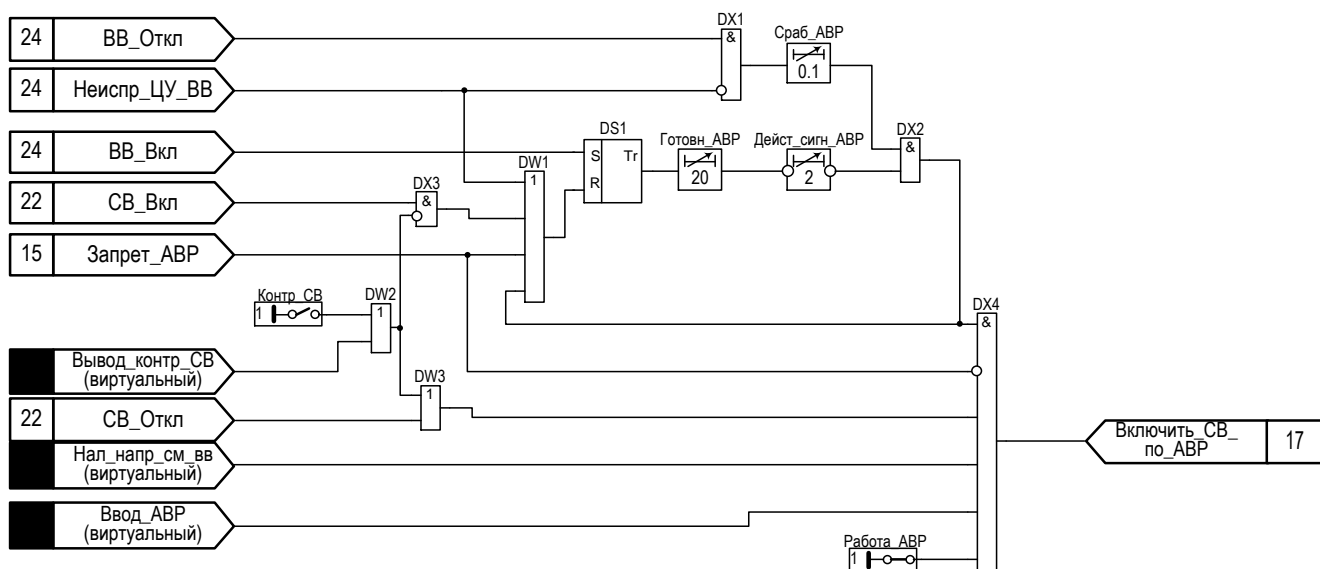 DX1
24 ВВ_Откл
&
Сраб_АВР
0.1
24 Неиспр_ЦУ_ВВ
DS1
Готовн_АВР
Дейст_сигн_АВР
DX2
24 ВВ_Вкл
S Tr
R
20
2
&
DW1
1
22 СВ_Вкл
DX3
&
15 Запрет_АВР
Контр_СВ
1
DW2
1
DX4
&
Вывод_контр_СВ
(виртуальный)
DW3
1
22 СВ_Откл
Включить_СВ_
по_АВР
17
Нал_напр_см_вв
(виртуальный)
Ввод_АВР
(виртуальный)
Работа_АВР
1